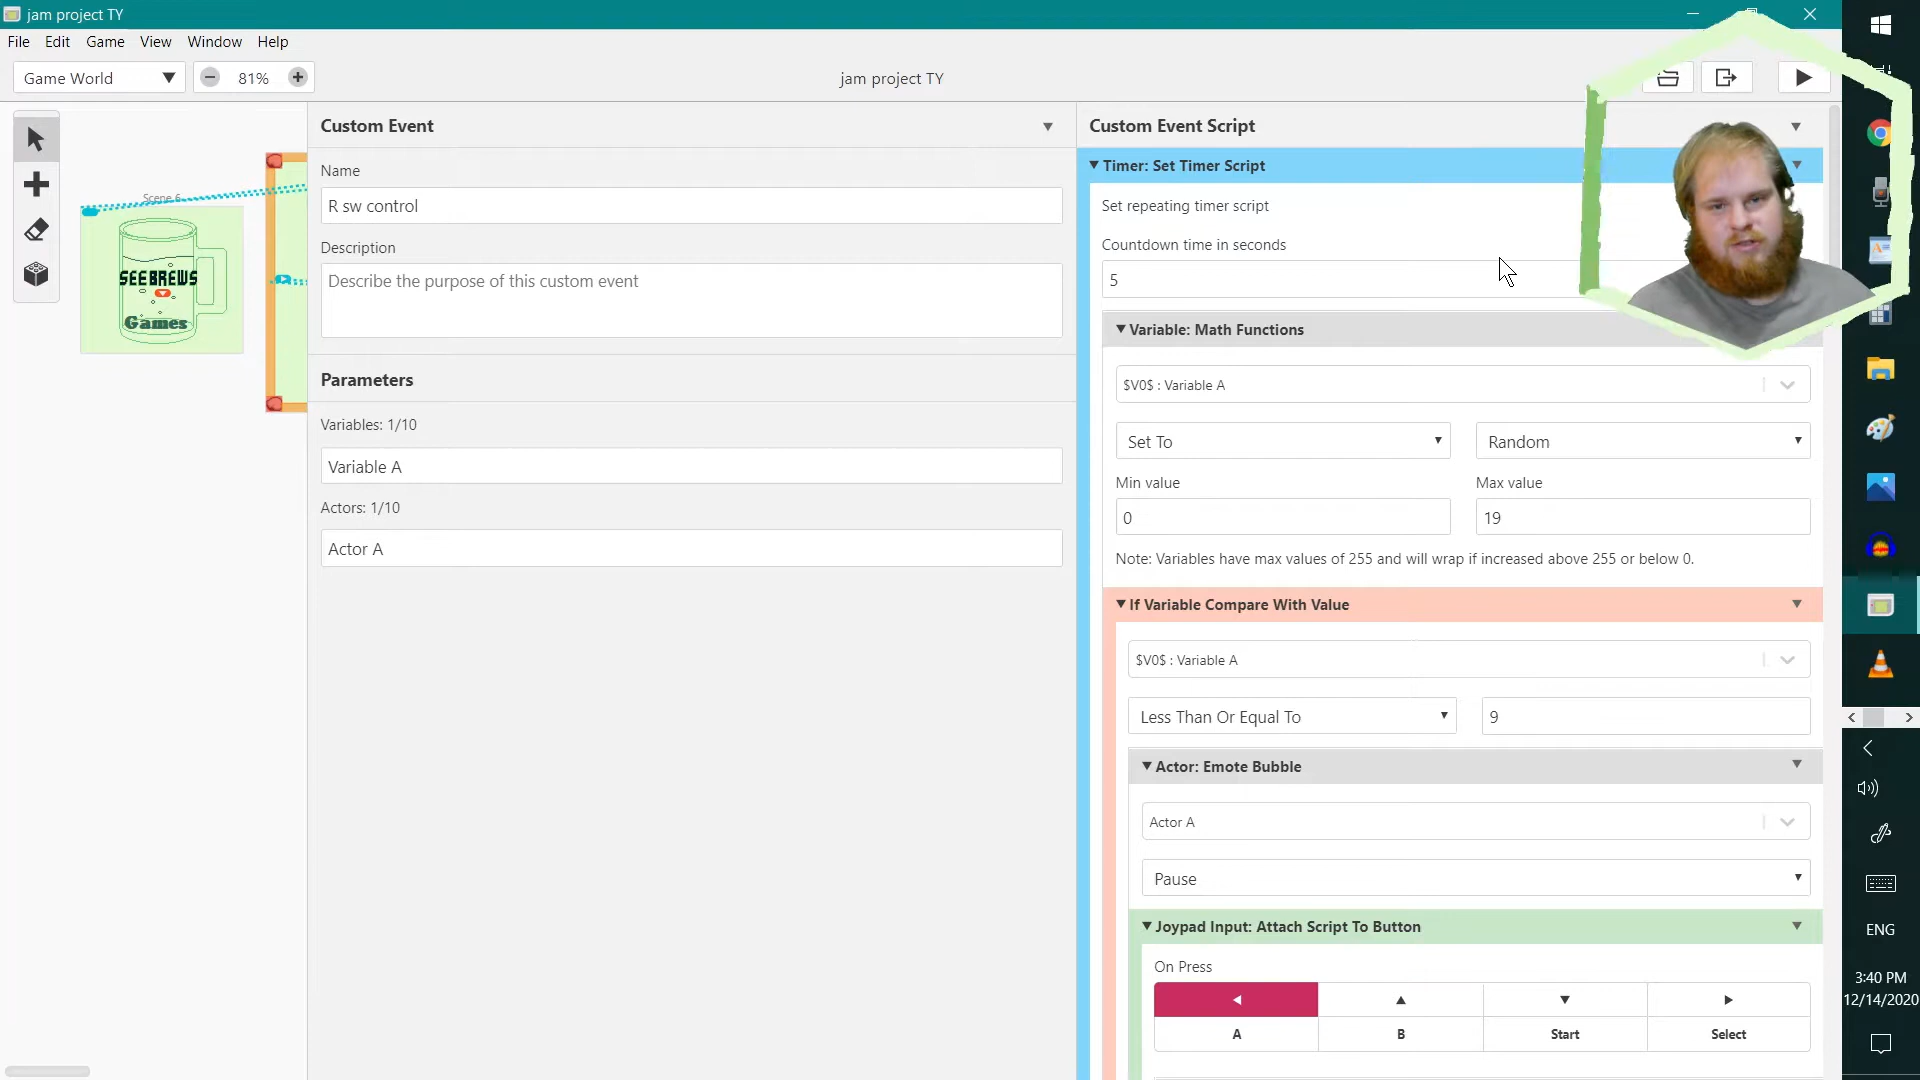 jam project TY
File Edit Game View Window Help
Game World
81%
jam project TY
Scene 6
SEEBREWS
Games
Custom Event
Name
R sw control
Description
Describe the purpose of this custom event
Parameters
Variables: 1/10
Variable A
Actors: 1/10
Actor A
Custom Event Script
Timer: Set Timer Script
Set repeating timer script
Countdown time in seconds
5
Variable: Math Functions
$V0$ : Variable A
Set To Random
Min value Max value
0 19
Note: Variables have max values of 255 and will wrap if increased above 255 or below 0.
If Variable Compare With Value
$V0$ : Variable A
Less Than Or Equal To 9
Actor: Emote Bubble
Actor A
Pause
Joypad Input: Attach Script To Button
On Press
A B Start Select
ENG
3:40 PM
12/14/2020